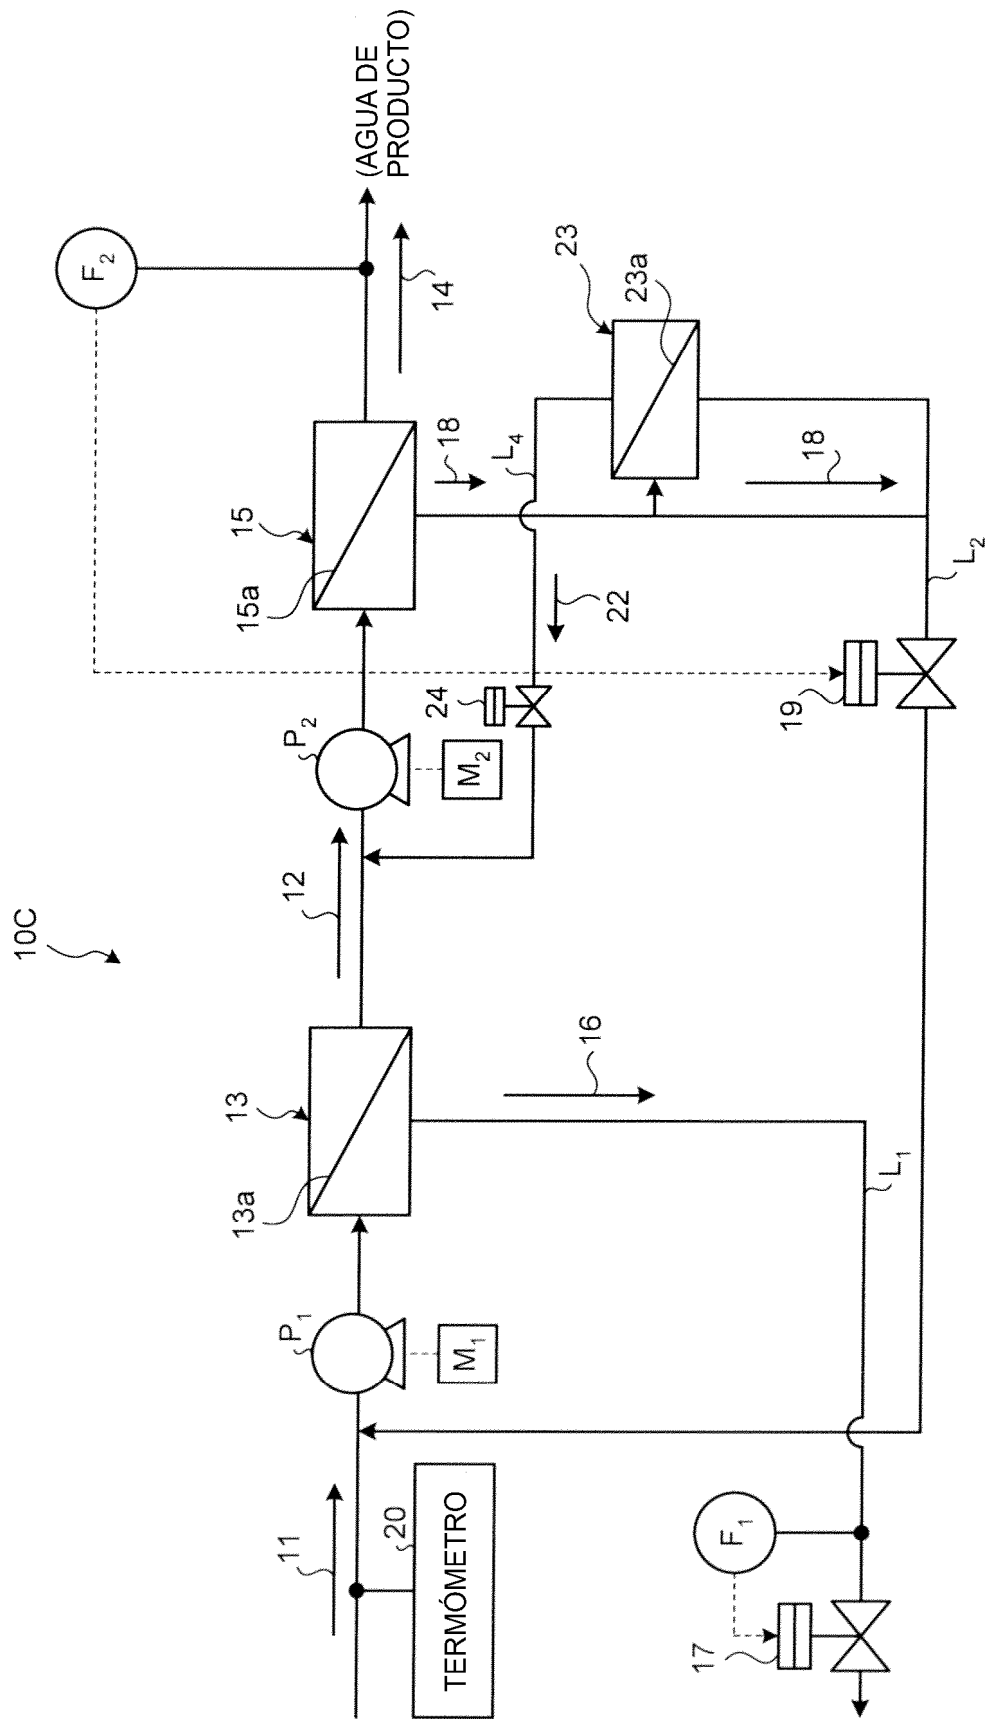 10C
F₂
(AGUA DE
PRODUCTO)
14
15
15a
18
L₄
23
23a
18
22
24
P₂
M₂
12
19
L₂
13
13a
16
L₁
P₁
M₁
11
20
TERMÓMETRO
F₁
17